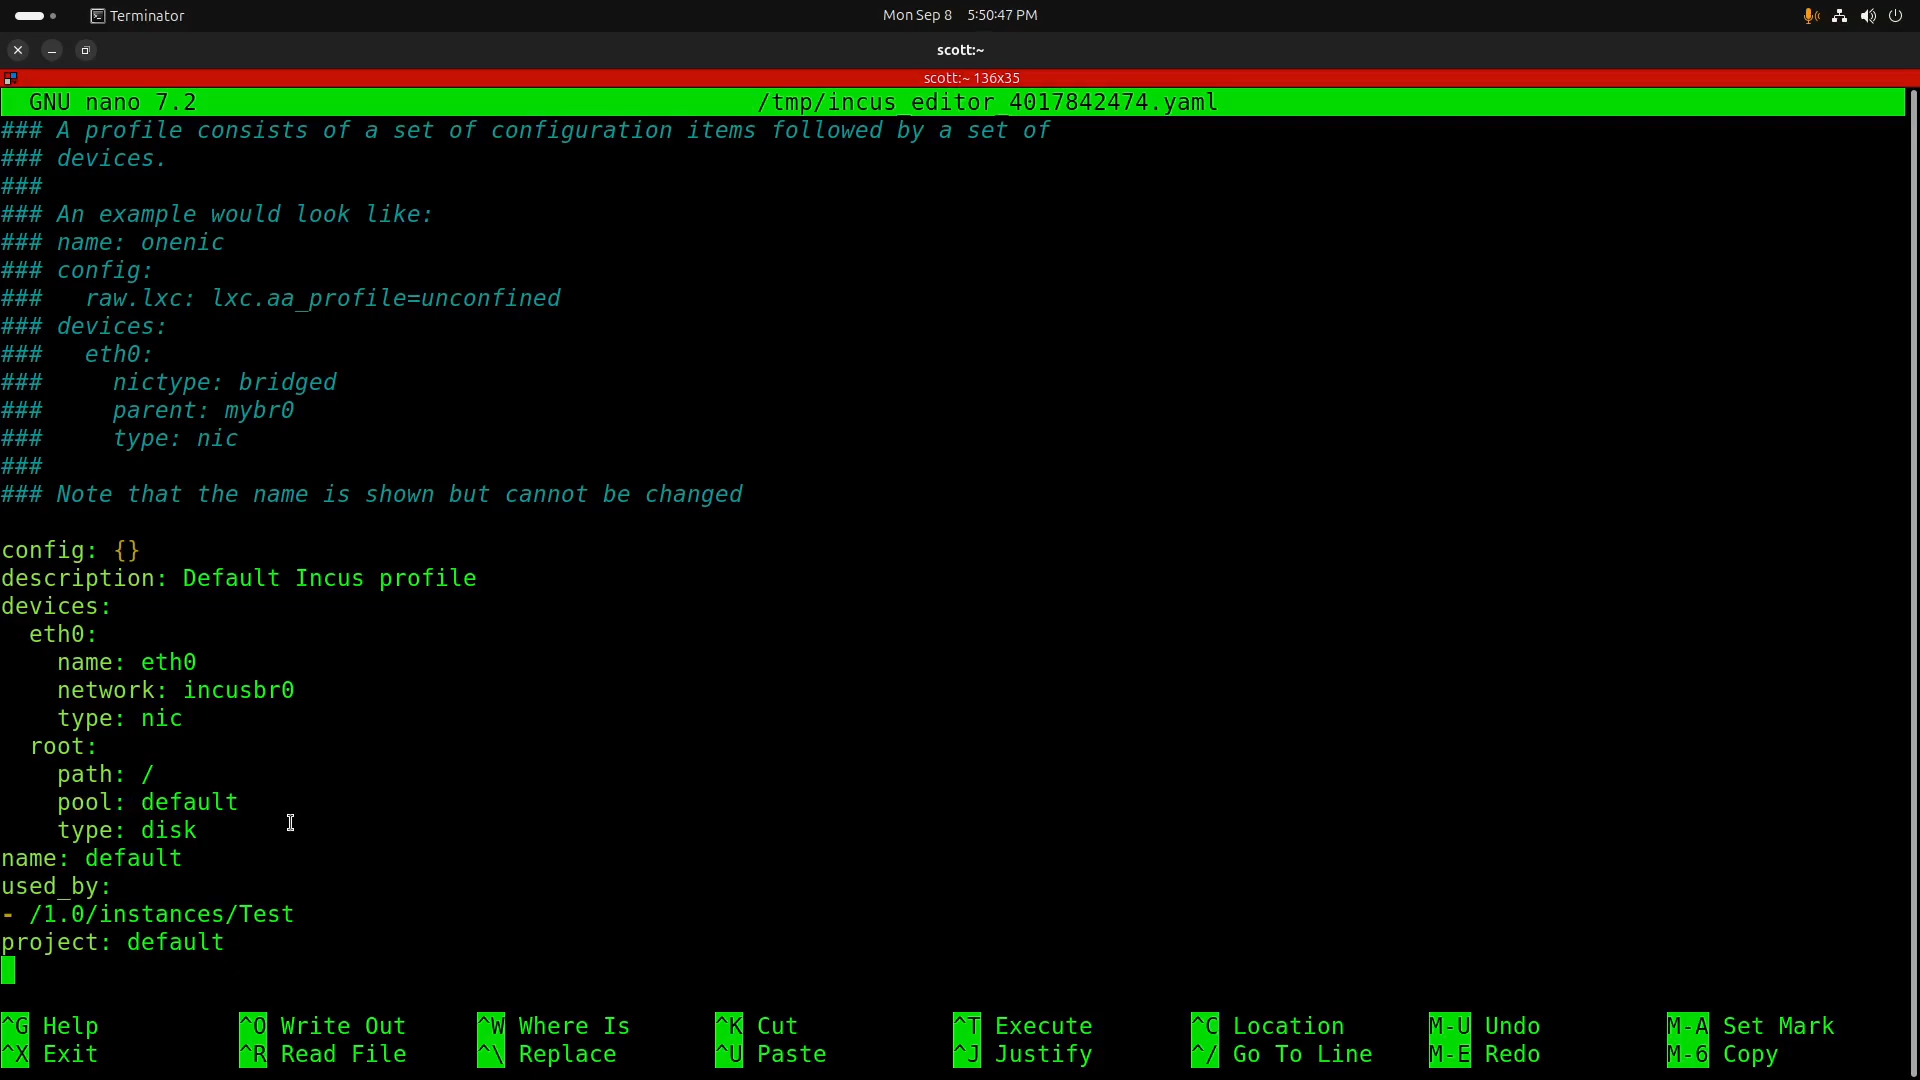 Terminator
Mon Sep 8 5:50:47 PM
scott:~
scott:~ 136x35
GNU nano 7.2 /tmp/incus_editor_4017842474.yaml
### A profile consists of a set of configuration items followed by a set of
### devices.
###
### An example would look like:
### name: onenic
### config:
###   raw.lxc: lxc.aa_profile=unconfined
### devices:
###   eth0:
###     nictype: bridged
###     parent: mybr0
###     type: nic
###
### Note that the name is shown but cannot be changed
config: {}
description: Default Incus profile
devices:
  eth0:
    name: eth0
    network: incusbr0
    type: nic
  root:
    path: /
    pool: default
    type: disk
name: default
used_by:
- /1.0/instances/Test
project: default
^G Help ^O Write Out ^W Where Is ^K Cut ^T Execute ^C Location M-U Undo M-A Set Mark
^X Exit ^R Read File ^\ Replace ^U Paste ^J Justify ^/ Go To Line M-E Redo M-6 Copy